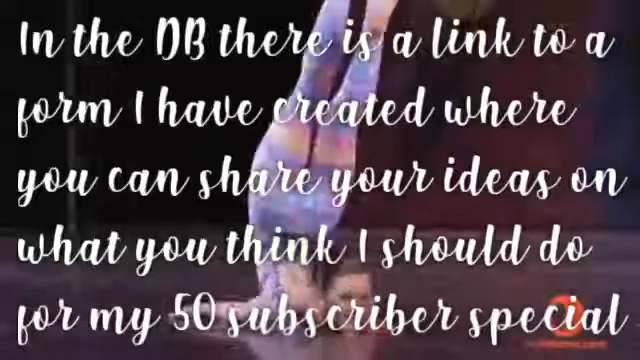 In the DB there is a link to a
form I have created where
you can share your ideas on
what you think I should do
for my 50 subscriber special